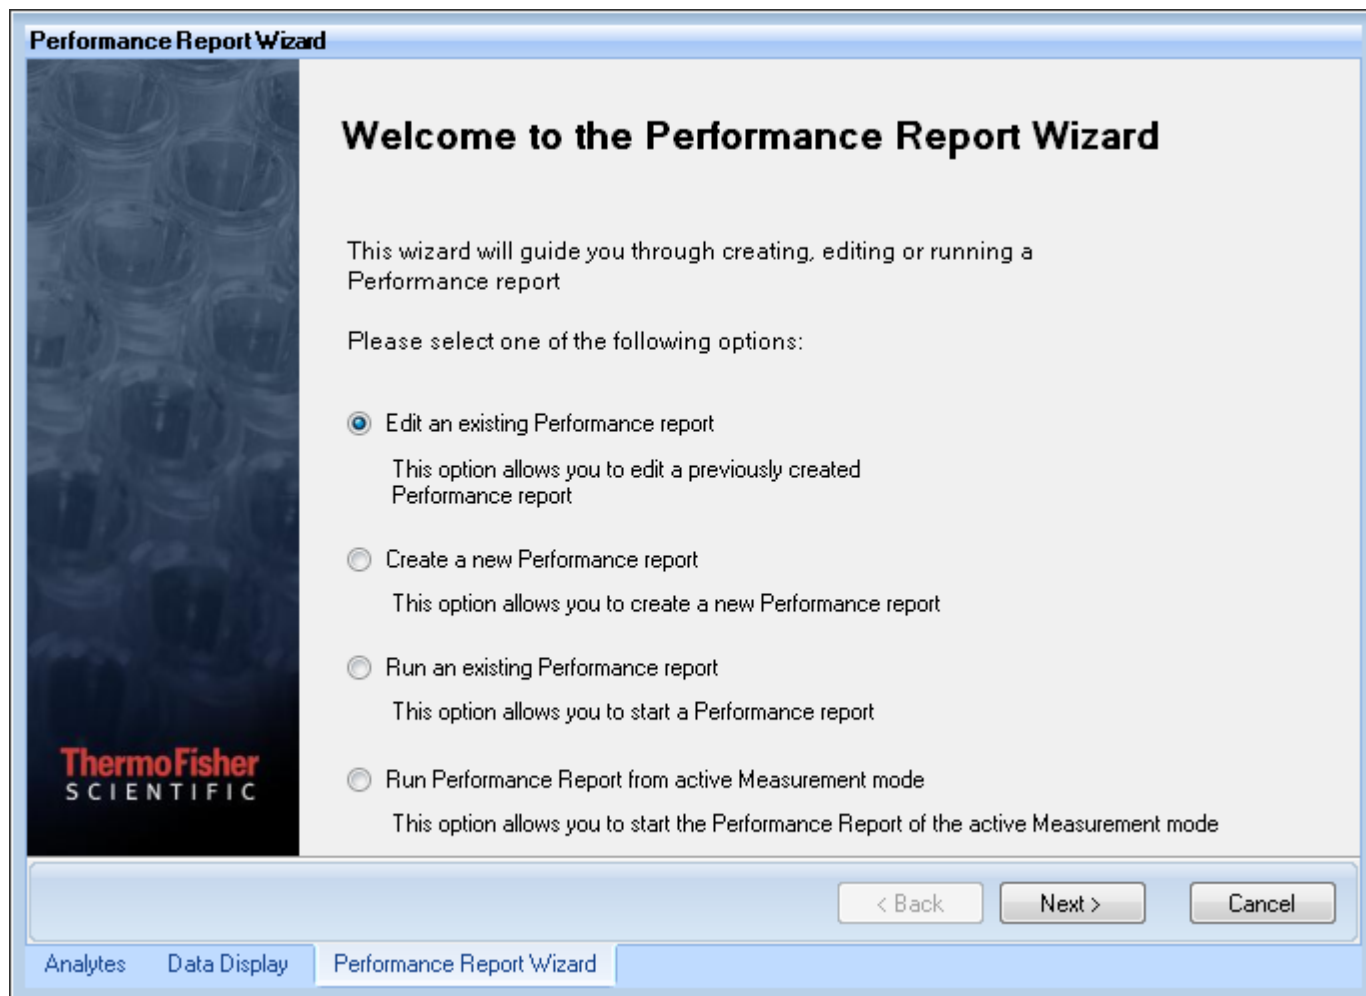 Performance Report Wizard
Welcome to the Performance Report Wizard
This wizard will guide you through creating, editing or running a
Performance report
Please select one of the following options:
Edit an existing Performance report
This option allows you to edit a previously created
Performance report
Create a new Performance report
This option allows you to create a new Performance report
Run an existing Performance report
This option allows you to start a Performance report
Run Performance Report from active Measurement mode
This option allows you to start the Performance Report of the active Measurement mode
ThermoFisher
SCIENTIFIC
< Back Next > Cancel
Analytes Data Display Performance Report Wizard